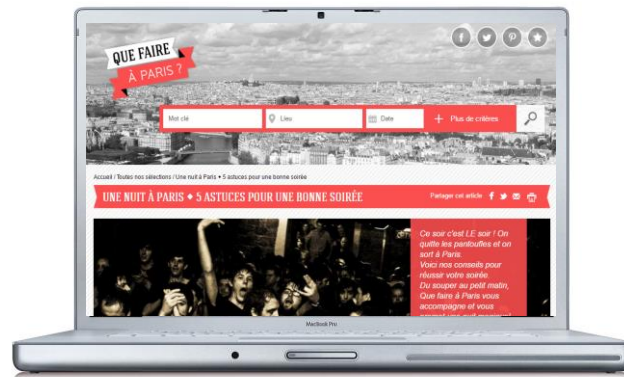 QUE FAIRE
À PARIS ?
Mot clé
Lieu
Date
+ Plus de critères
Accueil / Toutes nos sélections / Une nuit à Paris • 5 astuces pour une bonne soirée
UNE NUIT À PARIS ◆ 5 ASTUCES POUR UNE BONNE SOIRÉE
Partager cet article
Ce soir c'est LE soir ! On
quitte les pantoufles et on
sort à Paris.
Voici nos conseils pour
réussir votre soirée.
Du souper au petit matin,
Que faire à Paris vous
accompagne et vous
MacBook Pro